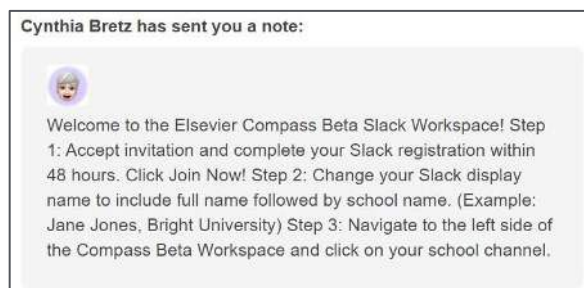 Cynthia Bretz has sent you a note:
Welcome to the Elsevier Compass Beta Slack Workspace! Step
1: Accept invitation and complete your Slack registration within
48 hours. Click Join Now! Step 2: Change your Slack display
name to include full name followed by school name. (Example:
Jane Jones, Bright University) Step 3: Navigate to the left side of
the Compass Beta Workspace and click on your school channel.